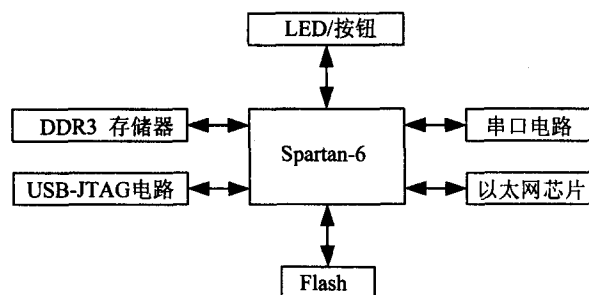 LED/按钮
DDR3 存储器
串口电路
Spartan-6
USB-JTAG电路
以太网芯片
Flash